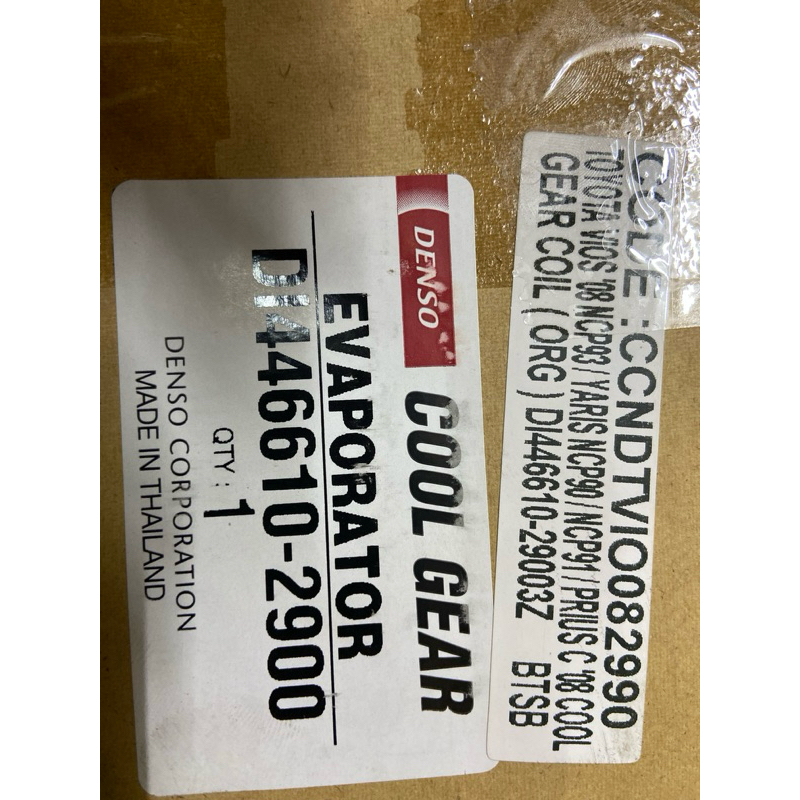 DENSO
COOL GEAR
EVAPORATOR
DI446610-2900
QTY : 1
DENSO CORPORATION
MADE IN THAILAND
CODE : CCNDTVIO082990
TOYOTA VIOS '08 NCP93 / YARIS NCP90 / NCP91 / PRIUS C '08 COOL
GEAR COIL ( ORG ) DI446610-29003Z BTSB